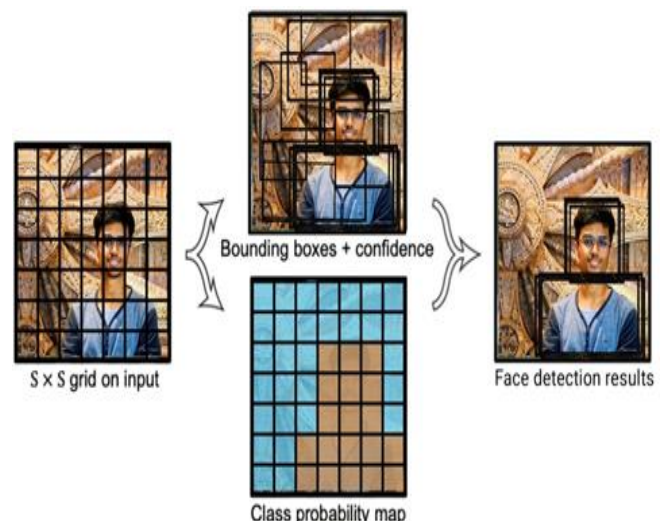 Bounding boxes + confidence
S × S grid on input
Face detection results
Class probability map